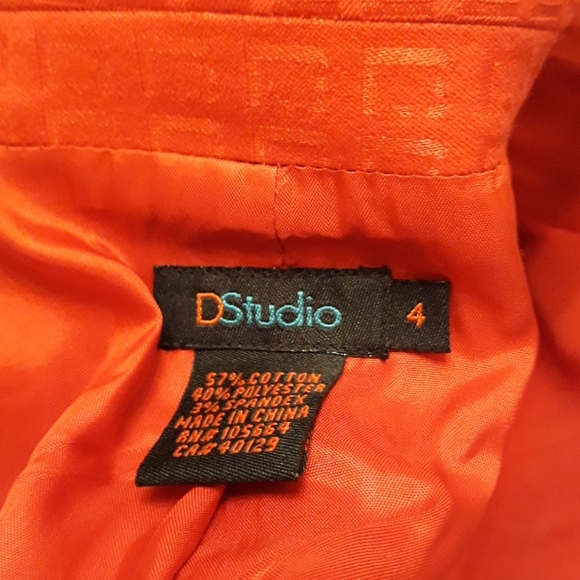 DStudio
4
57% COTTON
40% POLYESTER
3% SPANDEX
MADE IN CHINA
RN# 105664
CA# 40129